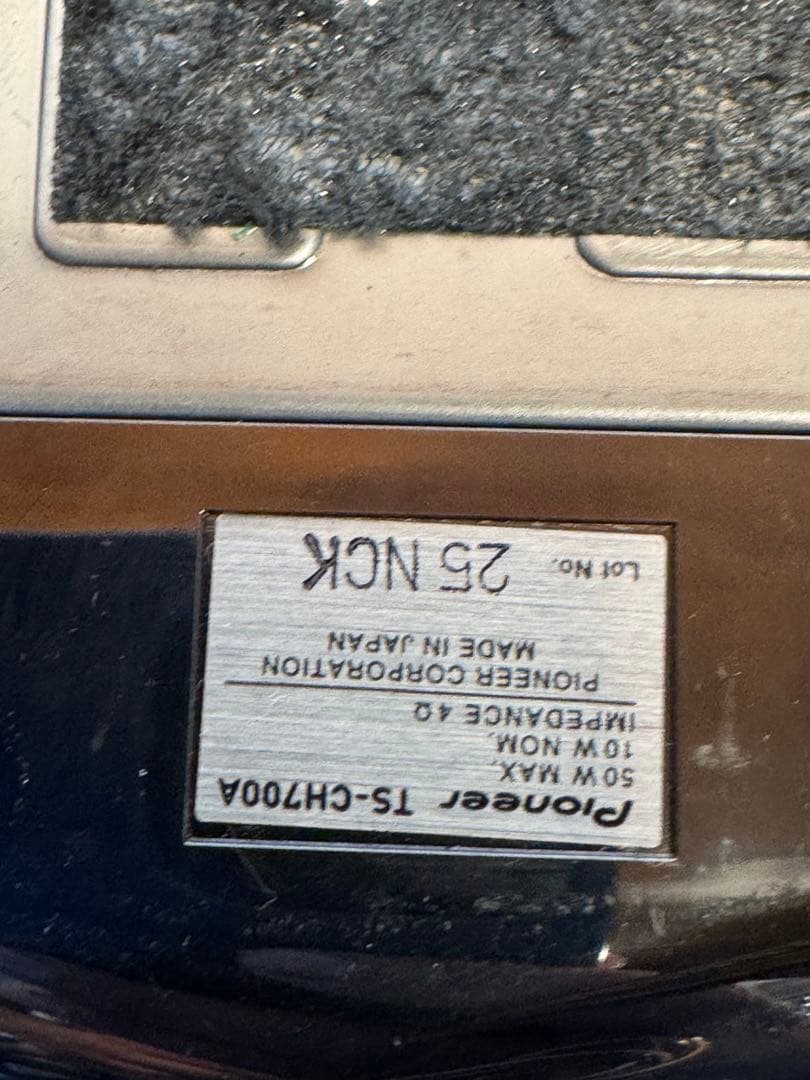 Pioneer TS-CH700A
50W MAX.
10W NOM.
IMPEDANCE 4Ω
PIONEER CORPORATION
MADE IN JAPAN
Lot No. 25 NCK